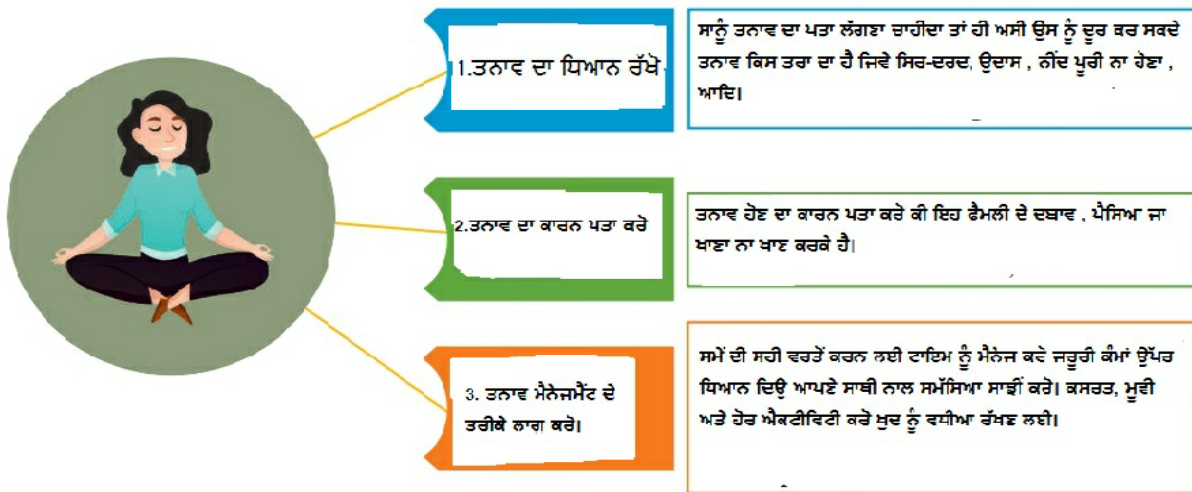 1.ਤਨਾਵ ਦਾ ਧਿਆਨ ਰੱਖੋ
ਸਾਨੂੰ ਤਨਾਵ ਦਾ ਪਤਾ ਲੱਗਣਾ ਚਾਹੀਦਾ ਤਾਂ ਹੀ ਅਸੀ ਉਸ ਨੂੰ ਦੂਰ ਕਰ ਸਕਦੇ
ਤਨਾਵ ਕਿਸ ਤਰਾ ਦਾ ਹੈ ਜਿਵੇ ਸਿਰ-ਦਰਦ, ਉਦਾਸ , ਨੀਂਦ ਪੂਰੀ ਨਾ ਹੋਣਾ ,
ਆਦਿ।
2.ਤਨਾਵ ਦਾ ਕਾਰਨ ਪਤਾ ਕਰੋ
ਤਨਾਵ ਹੋਣ ਦਾ ਕਾਰਨ ਪਤਾ ਕਰੋ ਕੀ ਇਹ ਫੈਮਲੀ ਦੇ ਦਬਾਵ , ਪੈਸਿਆ ਜਾ
ਖਾਣਾ ਨਾ ਖਾਣ ਕਰਕੇ ਹੈ।
3. ਤਨਾਵ ਮੈਨੇਜਮੈਂਟ ਦੇ
ਤਰੀਕੇ ਲਾਗ ਕਰੋ।
ਸਮੇਂ ਦੀ ਸਹੀ ਵਰਤੋਂ ਕਰਨ ਲਈ ਟਾਇਮ ਨੂੰ ਮੈਨੇਜ ਕਰੋ ਜਰੂਰੀ ਕੰਮਾਂ ਉੱਪਰ
ਧਿਆਨ ਦਿਉ ਆਪਣੇ ਸਾਥੀ ਨਾਲ ਸਮੱਸਿਆ ਸਾਝੀਂ ਕਰੋ। ਕਸਰਤ, ਮੂਵੀ
ਅਤੇ ਹੋਰ ਐਕਟੀਵਿਟੀ ਕਰੋ ਖੁਦ ਨੂੰ ਵਧੀਆ ਰੱਖਣ ਲਈ।